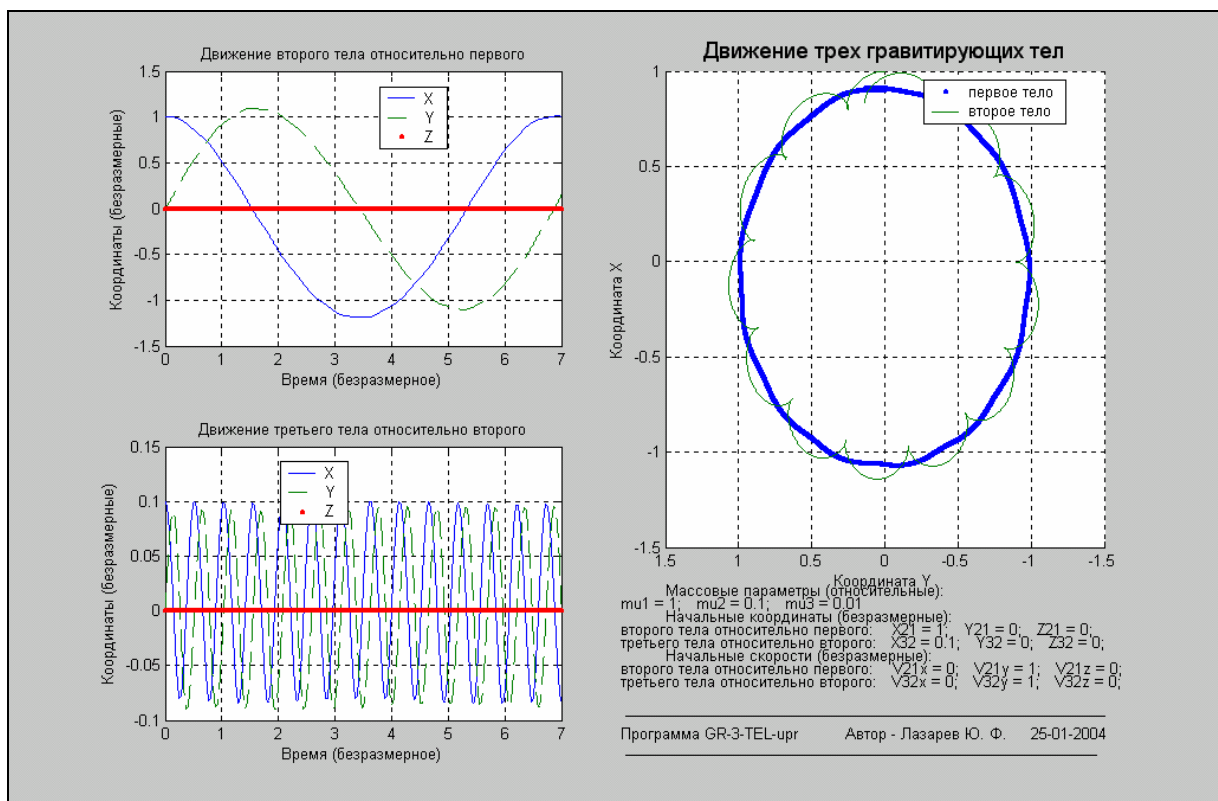 Движение второго тела относительно первого
1.5
1
0.5
0
-0.5
-1
-1.5
X
Y
Z
0 1 2 3 4 5 6 7
Координаты (безразмерные)
Время (безразмерное)
Движение третьего тела относительно второго
0.15
0.1
0.05
0
-0.05
-0.1
X
Y
Z
0 1 2 3 4 5 6 7
Координаты (безразмерные)
Время (безразмерное)
Движение трех гравитирующих тел
1
0.5
0
-0.5
-1
-1.5
первое тело
второе тело
1.5 1 0.5 0 -0.5 -1 -1.5
Координата X
Координата Y
Массовые параметры (относительные):
mu1 = 1; mu2 = 0.1; mu3 = 0.01
Начальные координаты (безразмерные):
второго тела относительно первого: X21 = 1; Y21 = 0; Z21 = 0;
третьего тела относительно второго: X32 = 0.1; Y32 = 0; Z32 = 0;
Начальные скорости (безразмерные):
второго тела относительно первого: V21x = 0; V21y = 1; V21z = 0;
третьего тела относительно второго: V32x = 0; V32y = 1; V32z = 0;
Программа GR-3-TEL-upr Автор - Лазарев Ю. Ф. 25-01-2004